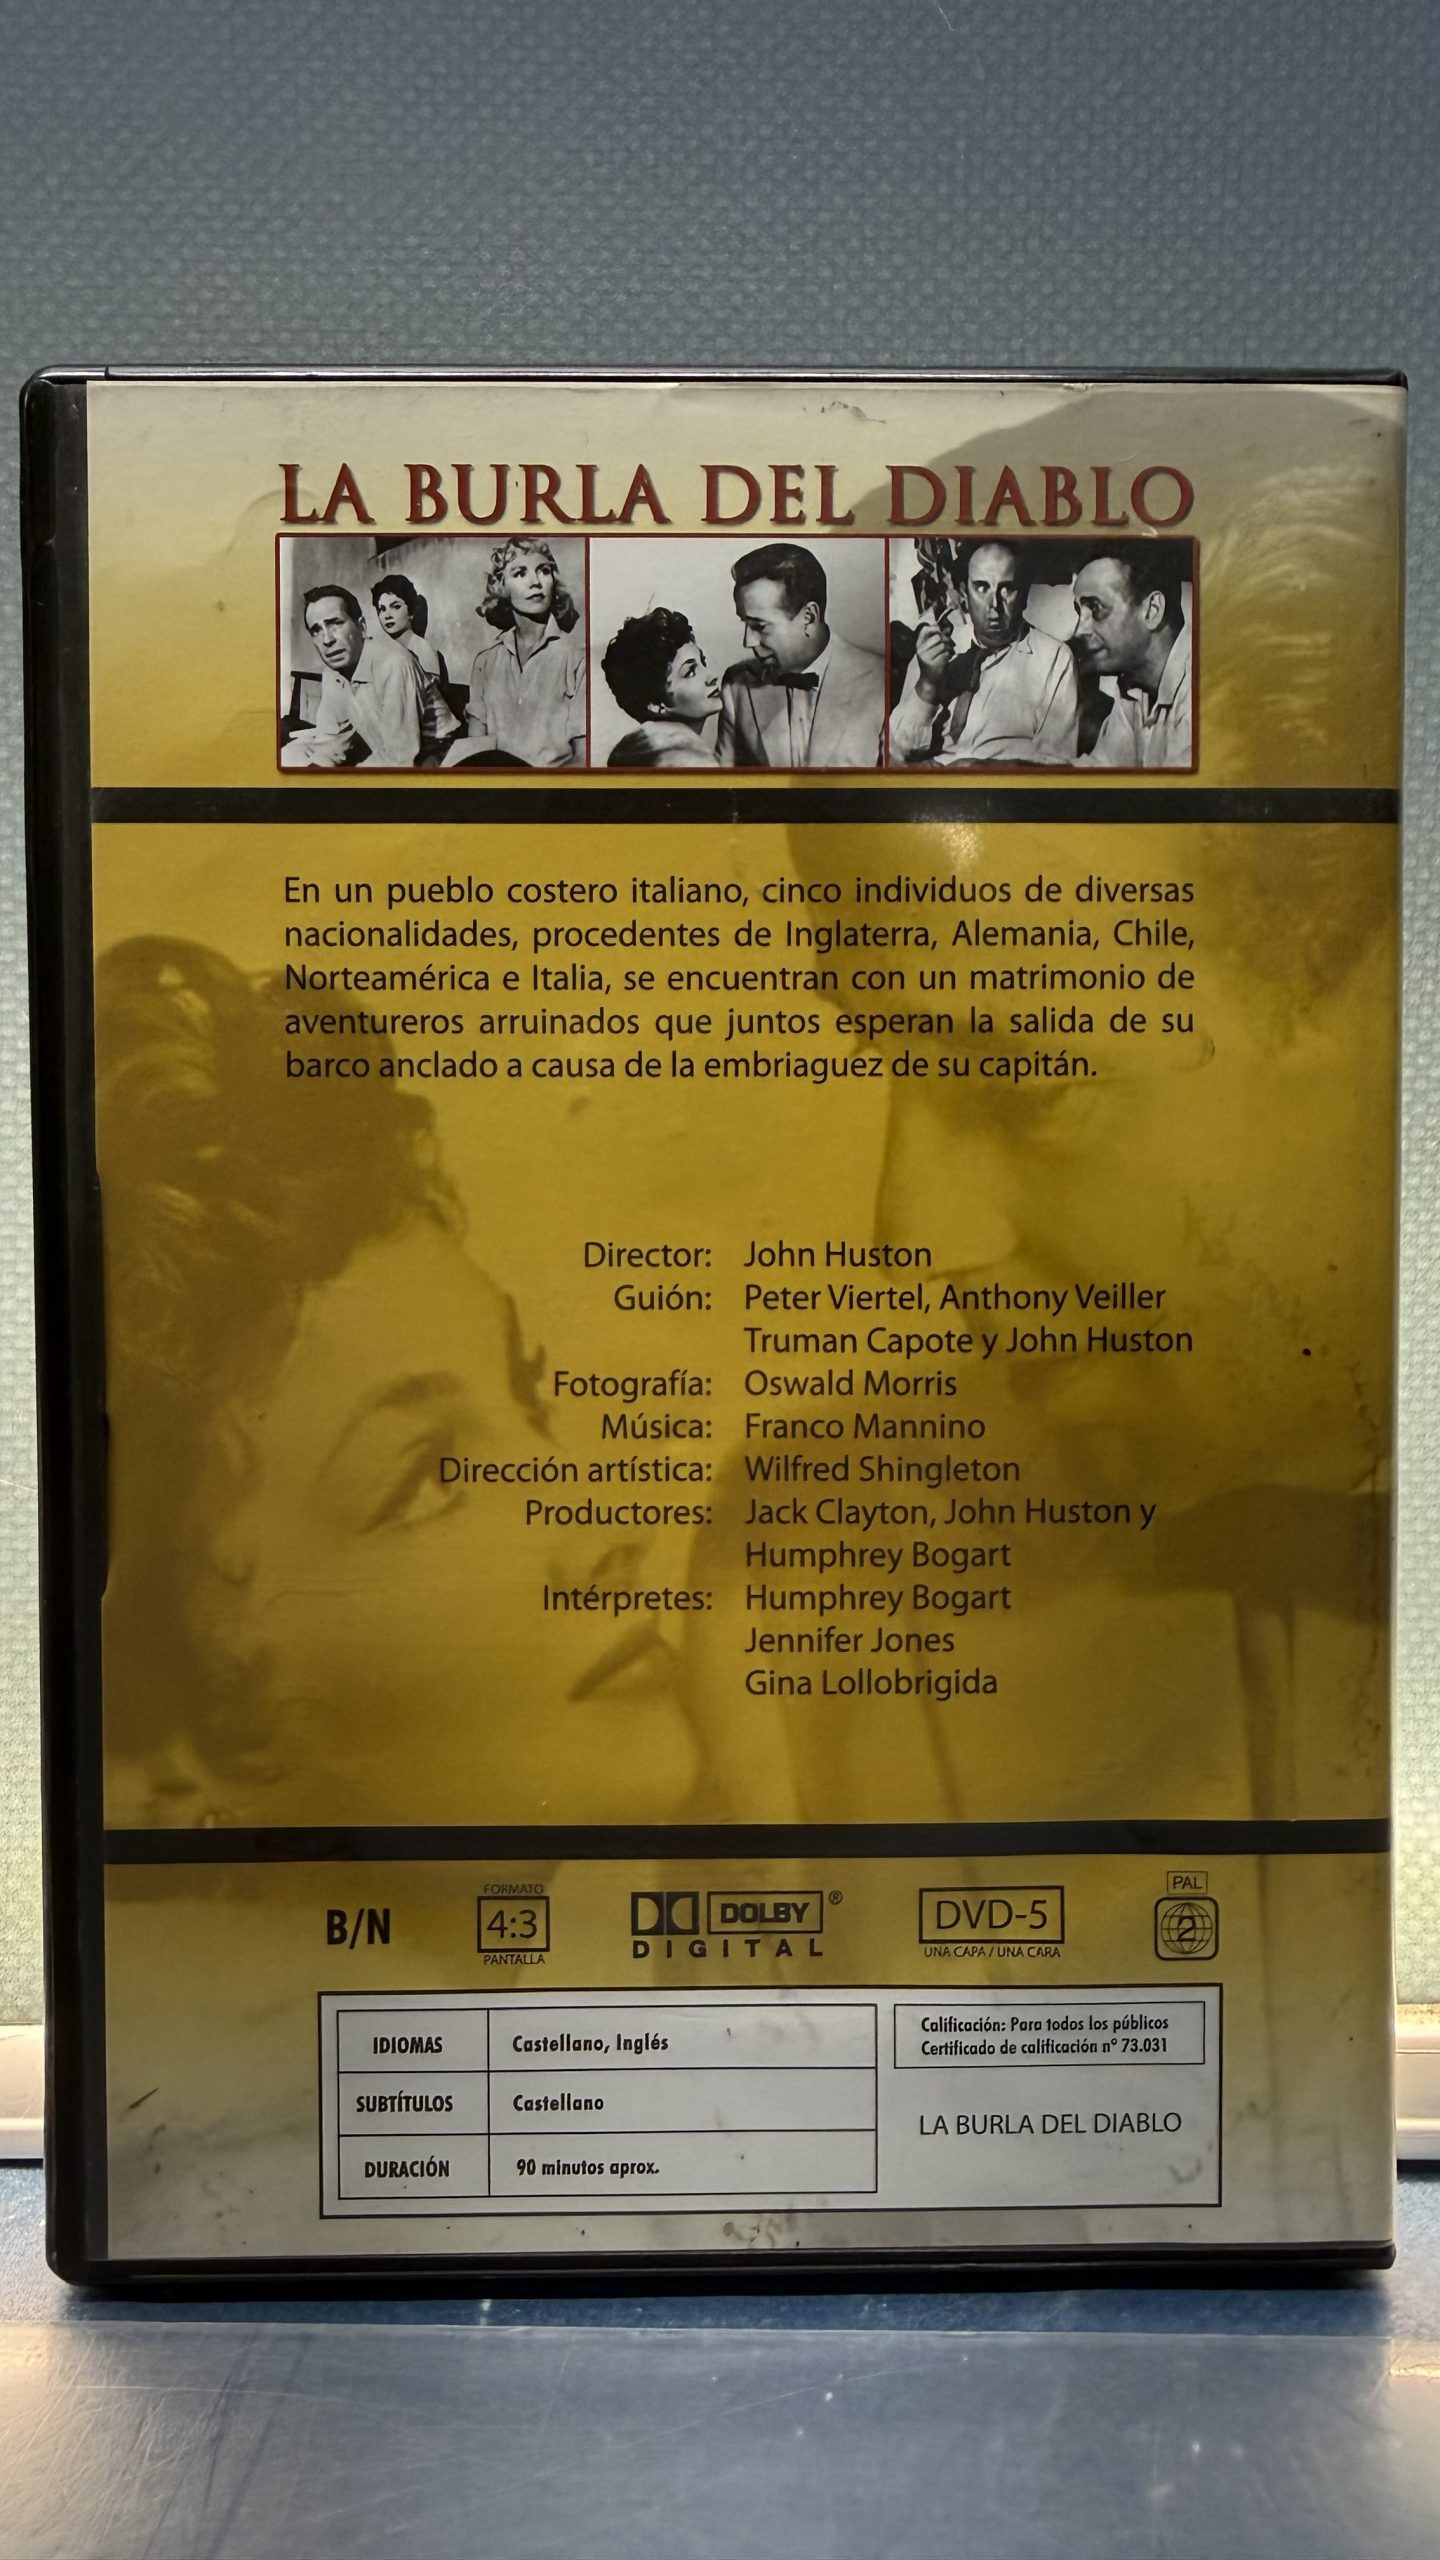 LA BURLA DEL DIABLO
En un pueblo costero italiano, cinco individuos de diversas
nacionalidades, procedentes de Inglaterra, Alemania, Chile,
Norteamérica e Italia, se encuentran con un matrimonio de
aventureros arruinados que juntos esperan la salida de su
barco anclado a causa de la embriaguez de su capitán.
Director: John Huston
Guión: Peter Viertel, Anthony Veiller
Truman Capote y John Huston
Fotografía: Oswald Morris
Música: Franco Mannino
Dirección artística: Wilfred Shingleton
Productores: Jack Clayton, John Huston y
Humphrey Bogart
Intérpretes: Humphrey Bogart
Jennifer Jones
Gina Lollobrigida
B/N
FORMATO
4:3
PANTALLA
DOLBY ®
DIGITAL
DVD-5
UNA CAPA / UNA CARA
PAL
2
IDIOMAS Castellano, Inglés
SUBTÍTULOS Castellano
DURACIÓN 90 minutos aprox.
Calificación: Para todos los públicos
Certificado de calificación nº 73.031
LA BURLA DEL DIABLO